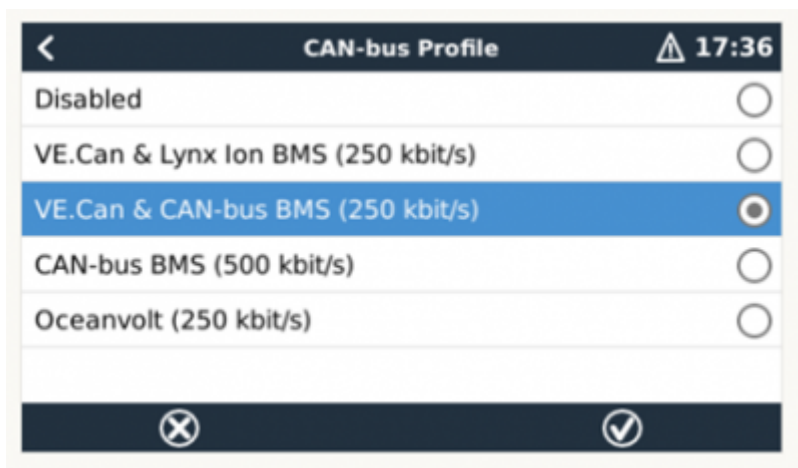 CAN-bus Profile 17:36
Disabled
VE.Can & Lynx Ion BMS (250 kbit/s)
VE.Can & CAN-bus BMS (250 kbit/s)
CAN-bus BMS (500 kbit/s)
Oceanvolt (250 kbit/s)